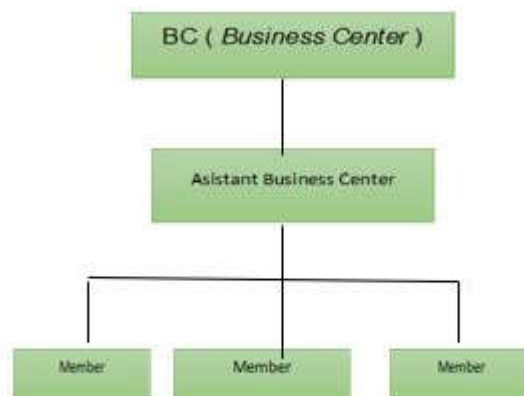 BC ( Business Center )
Asistant Business Center
Member
Member
Member